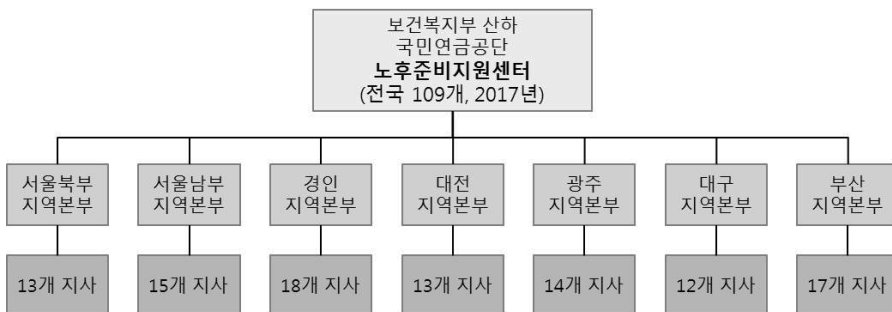 보건복지부 산하
국민연금공단
노후준비지원센터
(전국 109개, 2017년)
서울북부
지역본부
서울남부
지역본부
경인
지역본부
대전
지역본부
광주
지역본부
대구
지역본부
부산
지역본부
13개 지사
15개 지사
18개 지사
13개 지사
14개 지사
12개 지사
17개 지사